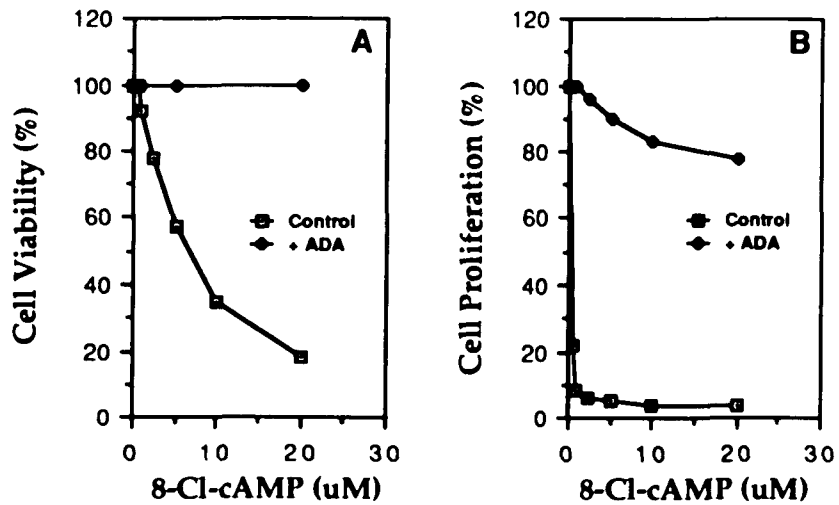 A
Cell Viability (%)
120
100
80
60
40
20
0
0 10 20 30
8-Cl-cAMP (uM)
Control
+ ADA
B
Cell Proliferation (%)
120
100
80
60
40
20
0
0 10 20 30
8-Cl-cAMP (uM)
Control
+ ADA